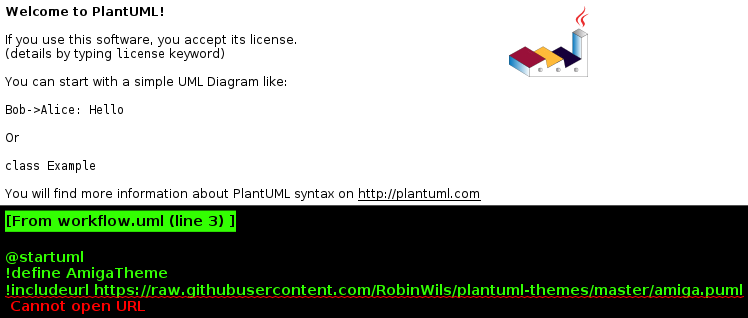 Welcome to PlantUML!
If you use this software, you accept its license.
(details by typing license keyword)
You can start with a simple UML Diagram like:
Bob->Alice: Hello
Or
class Example
You will find more information about PlantUML syntax on http://plantuml.com
[From workflow.uml (line 3) ]
@startuml
!define AmigaTheme
!includeurl https://raw.githubusercontent.com/RobinWils/plantuml-themes/master/amiga.puml
Cannot open URL